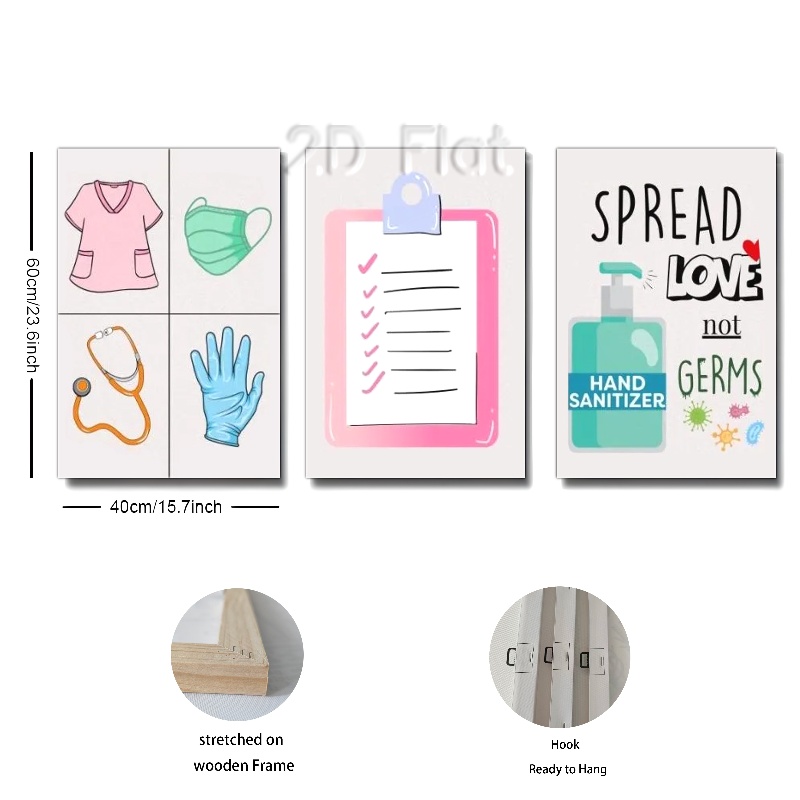 2.D Flat.
60cm/23.6inch
SPREAD
LOVE
not
GERMS
HAND
SANITIZER
40cm/15.7inch
stretched on
wooden Frame
Hook
Ready to Hang